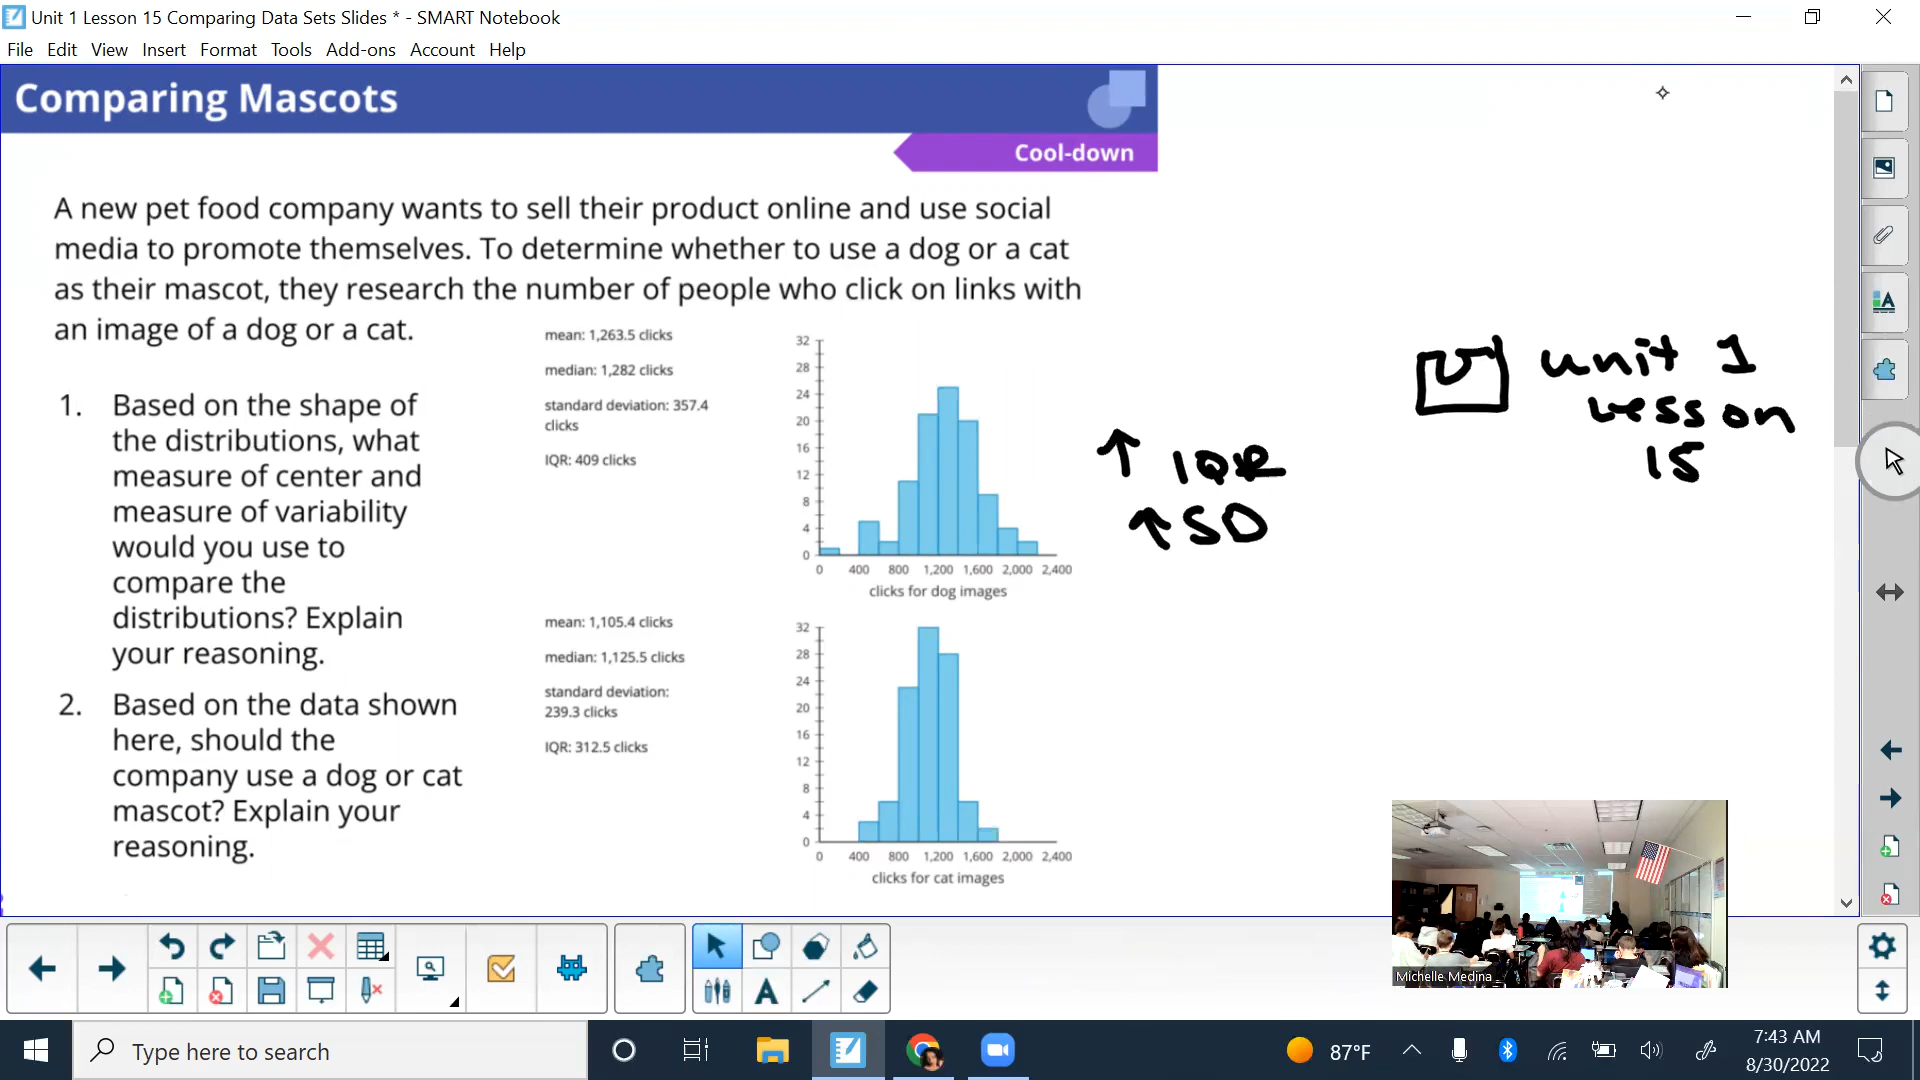 Unit 1 Lesson 15 Comparing Data Sets Slides * - SMART Notebook
File Edit View Insert Format Tools Add-ons Account Help
Comparing Mascots
Cool-down
A new pet food company wants to sell their product online and use social
media to promote themselves. To determine whether to use a dog or a cat
as their mascot, they research the number of people who click on links with
an image of a dog or a cat.
1. Based on the shape of
the distributions, what
measure of center and
measure of variability
would you use to
compare the
distributions? Explain
your reasoning.
2. Based on the data shown
here, should the
company use a dog or cat
mascot? Explain your
reasoning.
mean: 1,263.5 clicks
median: 1,282 clicks
standard deviation: 357.4
clicks
IQR: 409 clicks
32
28
24
20
16
12
8
4
0
0 400 800 1,200 1,600 2,000 2,400
clicks for dog images
mean: 1,105.4 clicks
median: 1,125.5 clicks
standard deviation:
239.3 clicks
IQR: 312.5 clicks
32
28
24
20
16
12
8
4
0
0 400 800 1,200 1,600 2,000 2,400
clicks for cat images
↑ IQR
↑ SD
unit 1
lesson
15
Michelle Medina
Type here to search
87°F
7:43 AM
8/30/2022